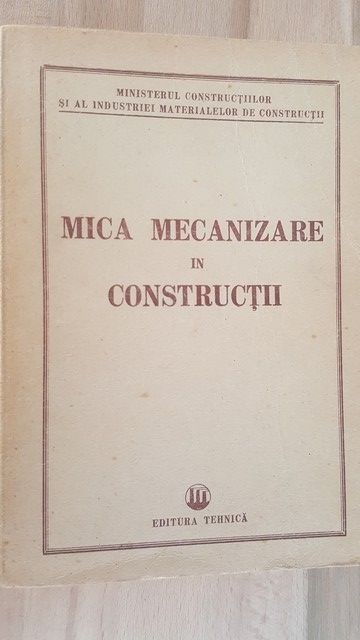 MINISTERUL CONSTRUCȚIILOR
ȘI AL INDUSTRIEI MATERIALELOR DE CONSTRUCȚII
MICA MECANIZARE
IN
CONSTRUCȚII
EDITURA TEHNICĂ